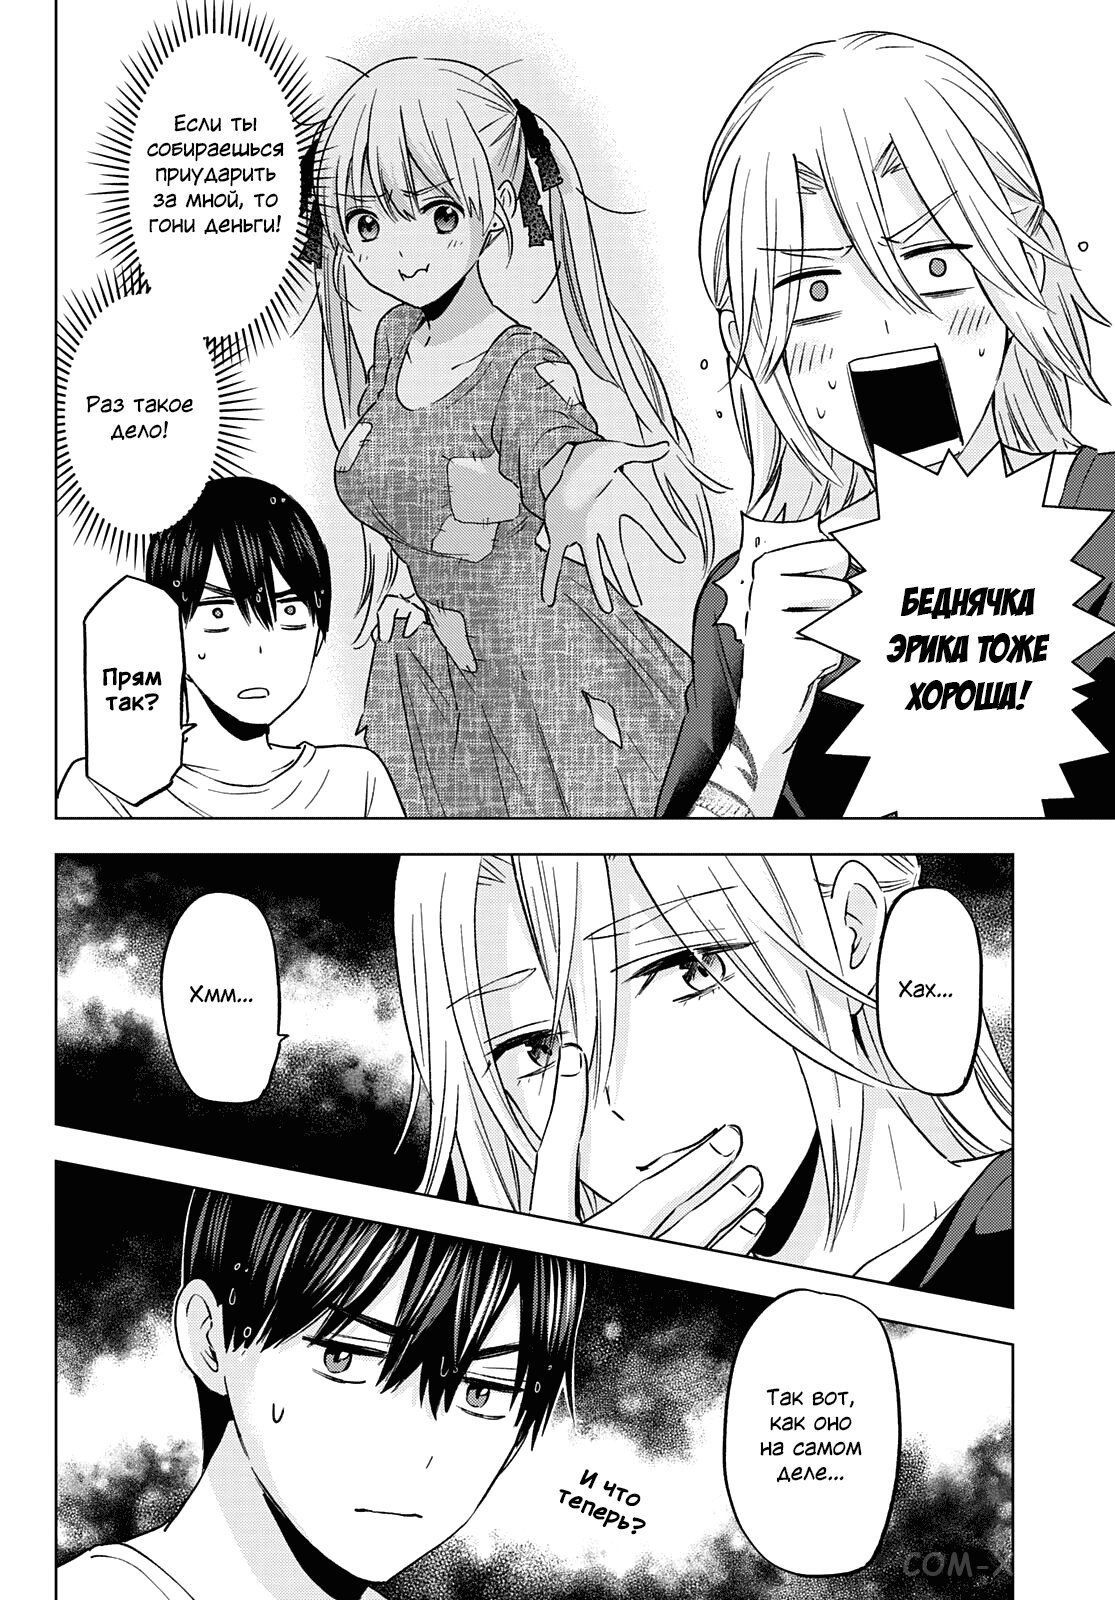 БЕДНЯЧКА
ЭРИКА ТОЖЕ
ХОРОША!
Если ты
собираешься
приударить
за мной, то
гони деньги!
Раз такое
дело!
Прям
так?
Хах...
Хмм...
Так вот,
как оно
на самом
деле...
И что
теперь?
COM-X